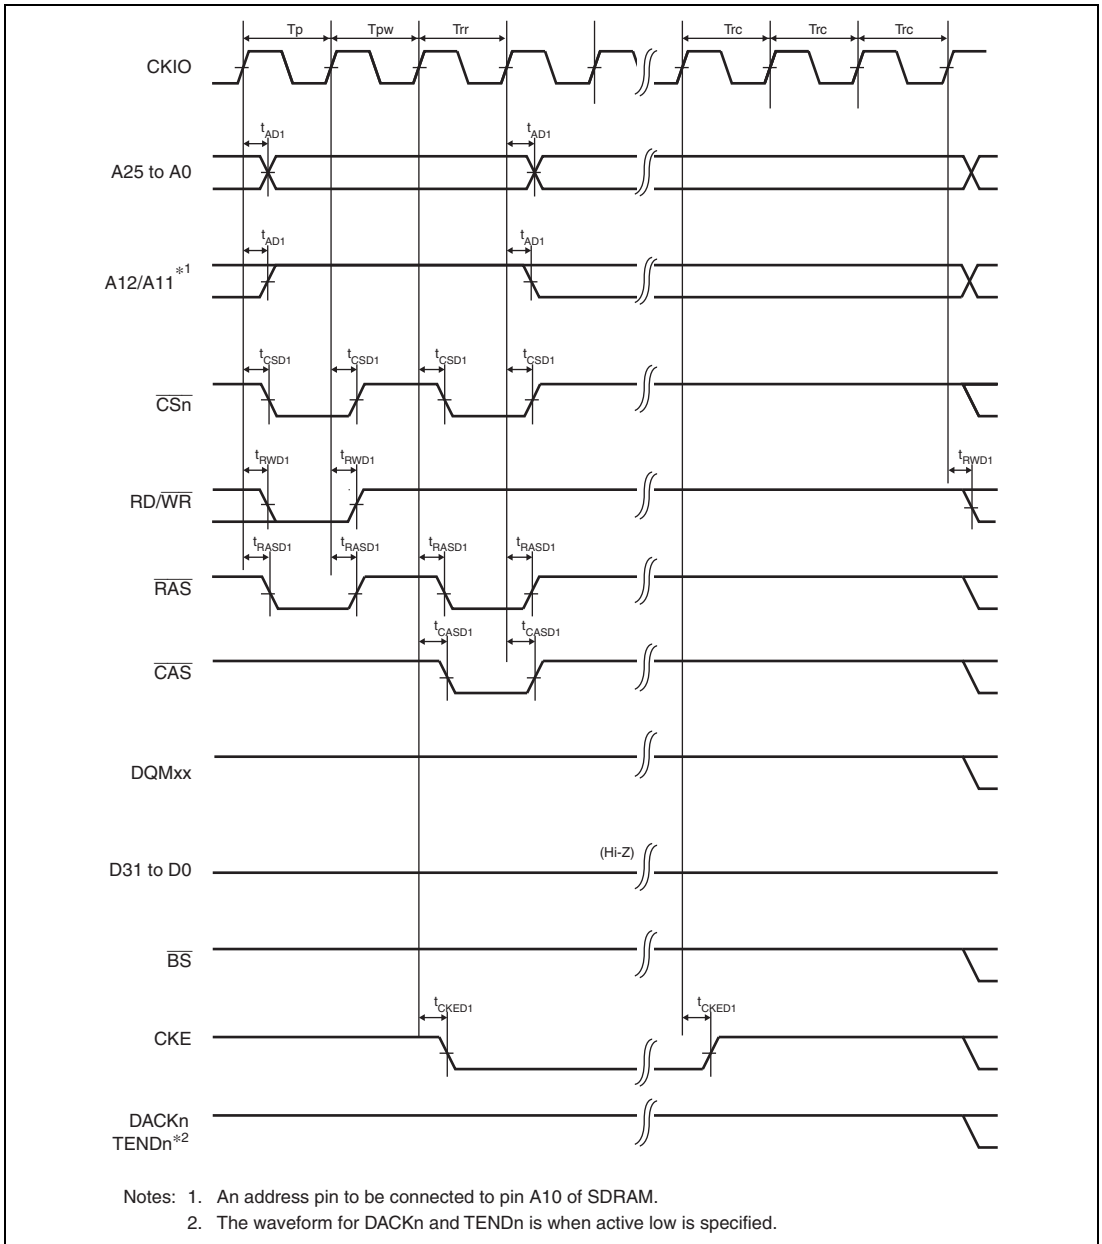 Tp Tpw Trr Trc Trc Trc
CKIO
tAD1 tAD1
A25 to A0
tAD1 tAD1
A12/A11*1
tCSD1 tCSD1 tCSD1 tCSD1
CSn
tRWD1 tRWD1 tRWD1
RD/WR
tRASD1 tRASD1 tRASD1 tRASD1
RAS
tCASD1 tCASD1
CAS
DQMxx
(Hi-Z)
D31 to D0
BS
tCKED1 tCKED1
CKE
DACKn
TENDn*2
Notes: 1. An address pin to be connected to pin A10 of SDRAM.
2. The waveform for DACKn and TENDn is when active low is specified.